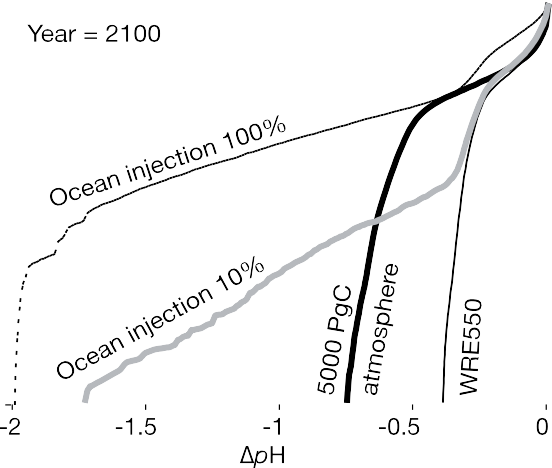 Year = 2100
Ocean injection 100%
Ocean injection 10%
5000 PgC
atmosphere
WRE550
-2 -1.5 -1 -0.5 0
ΔpH